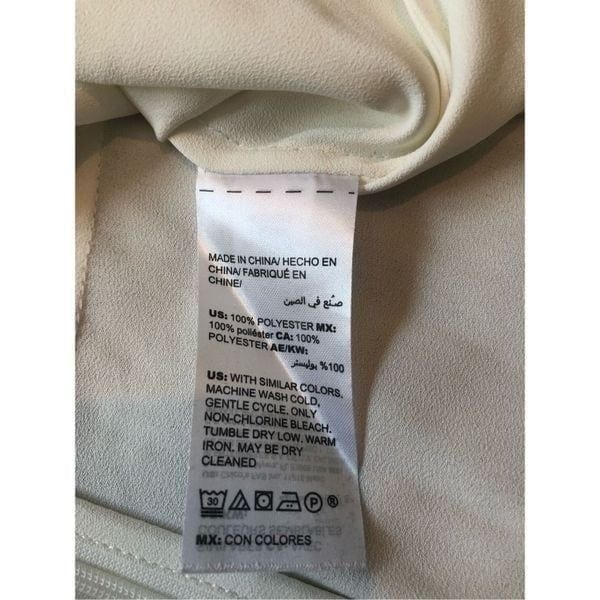 MADE IN CHINA/ HECHO EN
CHINA/ FABRIQUÉ EN
CHINE/
صنع في الصين
US: 100% POLYESTER MX:
100% poliéster CA: 100%
POLYESTER AE/KW:
100% بوليستر
US: WITH SIMILAR COLORS,
MACHINE WASH COLD,
GENTLE CYCLE. ONLY
NON-CHLORINE BLEACH.
TUMBLE DRY LOW. WARM
IRON. MAY BE DRY
CLEANED
30 P ®
MX: CON COLORES